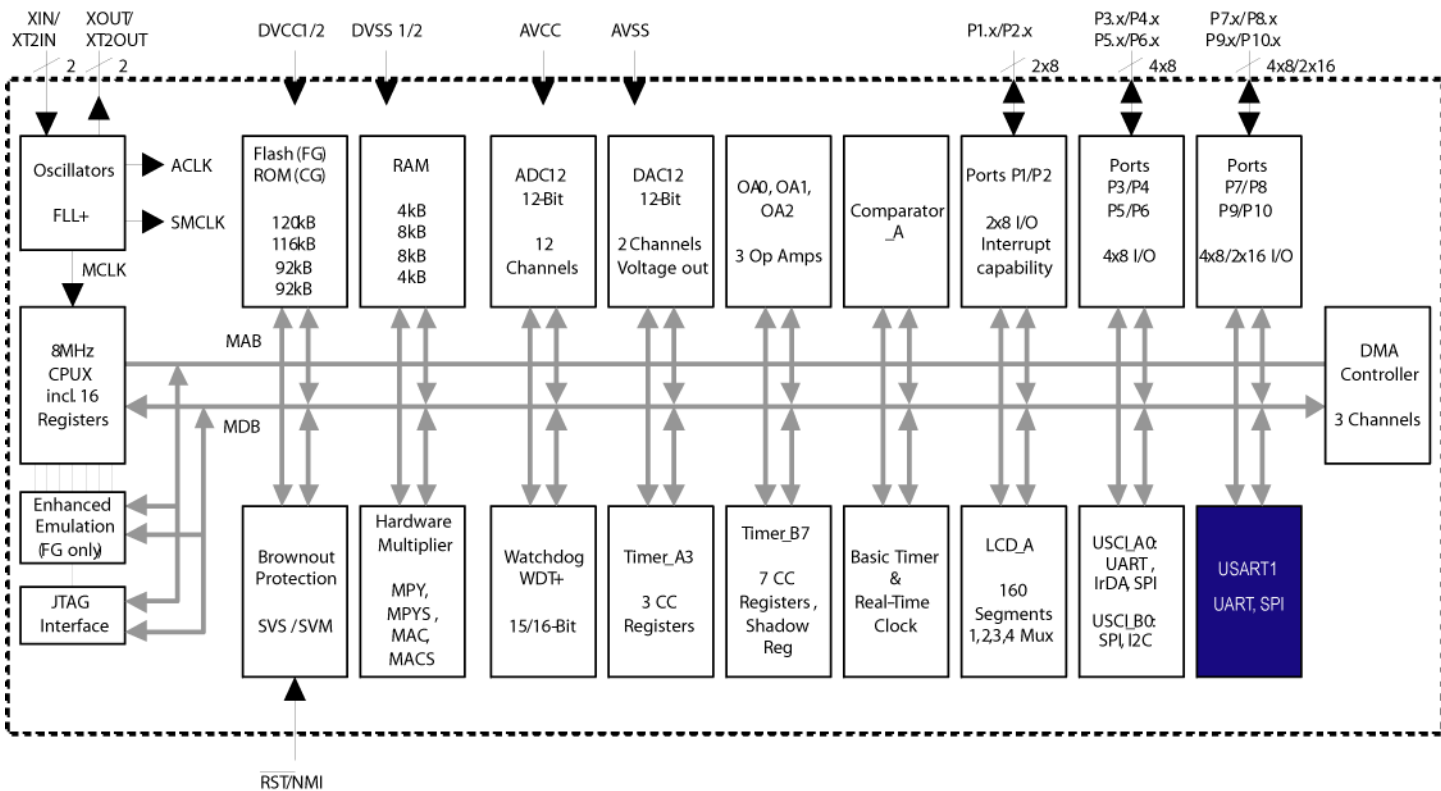 XIN/
XT2IN
XOUT/
XT2OUT
DVCC1/2
DVSS 1/2
AVCC
AVSS
P1.x/P2.x
P3.x/P4.x
P5.x/P6.x
P7.x/P8.x
P9.x/P10.x
2
2
2x8
4x8
4x8/2x16
Oscillators
FLL+
ACLK
SMCLK
MCLK
Flash (FG)
ROM (CG)
120kB
116kB
92kB
92kB
RAM
4kB
8kB
8kB
4kB
ADC12
12-Bit
12
Channels
DAC12
12-Bit
2 Channels
Voltage out
OA0, OA1,
OA2
3 Op Amps
Comparator
_A
Ports P1/P2
2x8 I/O
Interrupt
capability
Ports
P3/P4
P5/P6
4x8 I/O
Ports
P7/P8
P9/P10
4x8/2x16 I/O
8MHz
CPUX
incl. 16
Registers
MAB
MDB
DMA
Controller
3 Channels
Enhanced
Emulation
(FG only)
JTAG
Interface
Brownout
Protection
SVS / SVM
Hardware
Multiplier
MPY,
MPYS ,
MAC,
MACS
Watchdog
WDT+
15/16-Bit
Timer_A3
3 CC
Registers
Timer_B7
7 CC
Registers ,
Shadow
Reg
Basic Timer
&
Real-Time
Clock
LCD_A
160
Segments
1,2,3,4 Mux
USCI_A0:
UART ,
IrDA, SPI
USCI_B0:
SPI, I2C
USART1
UART, SPI
RST/NMI